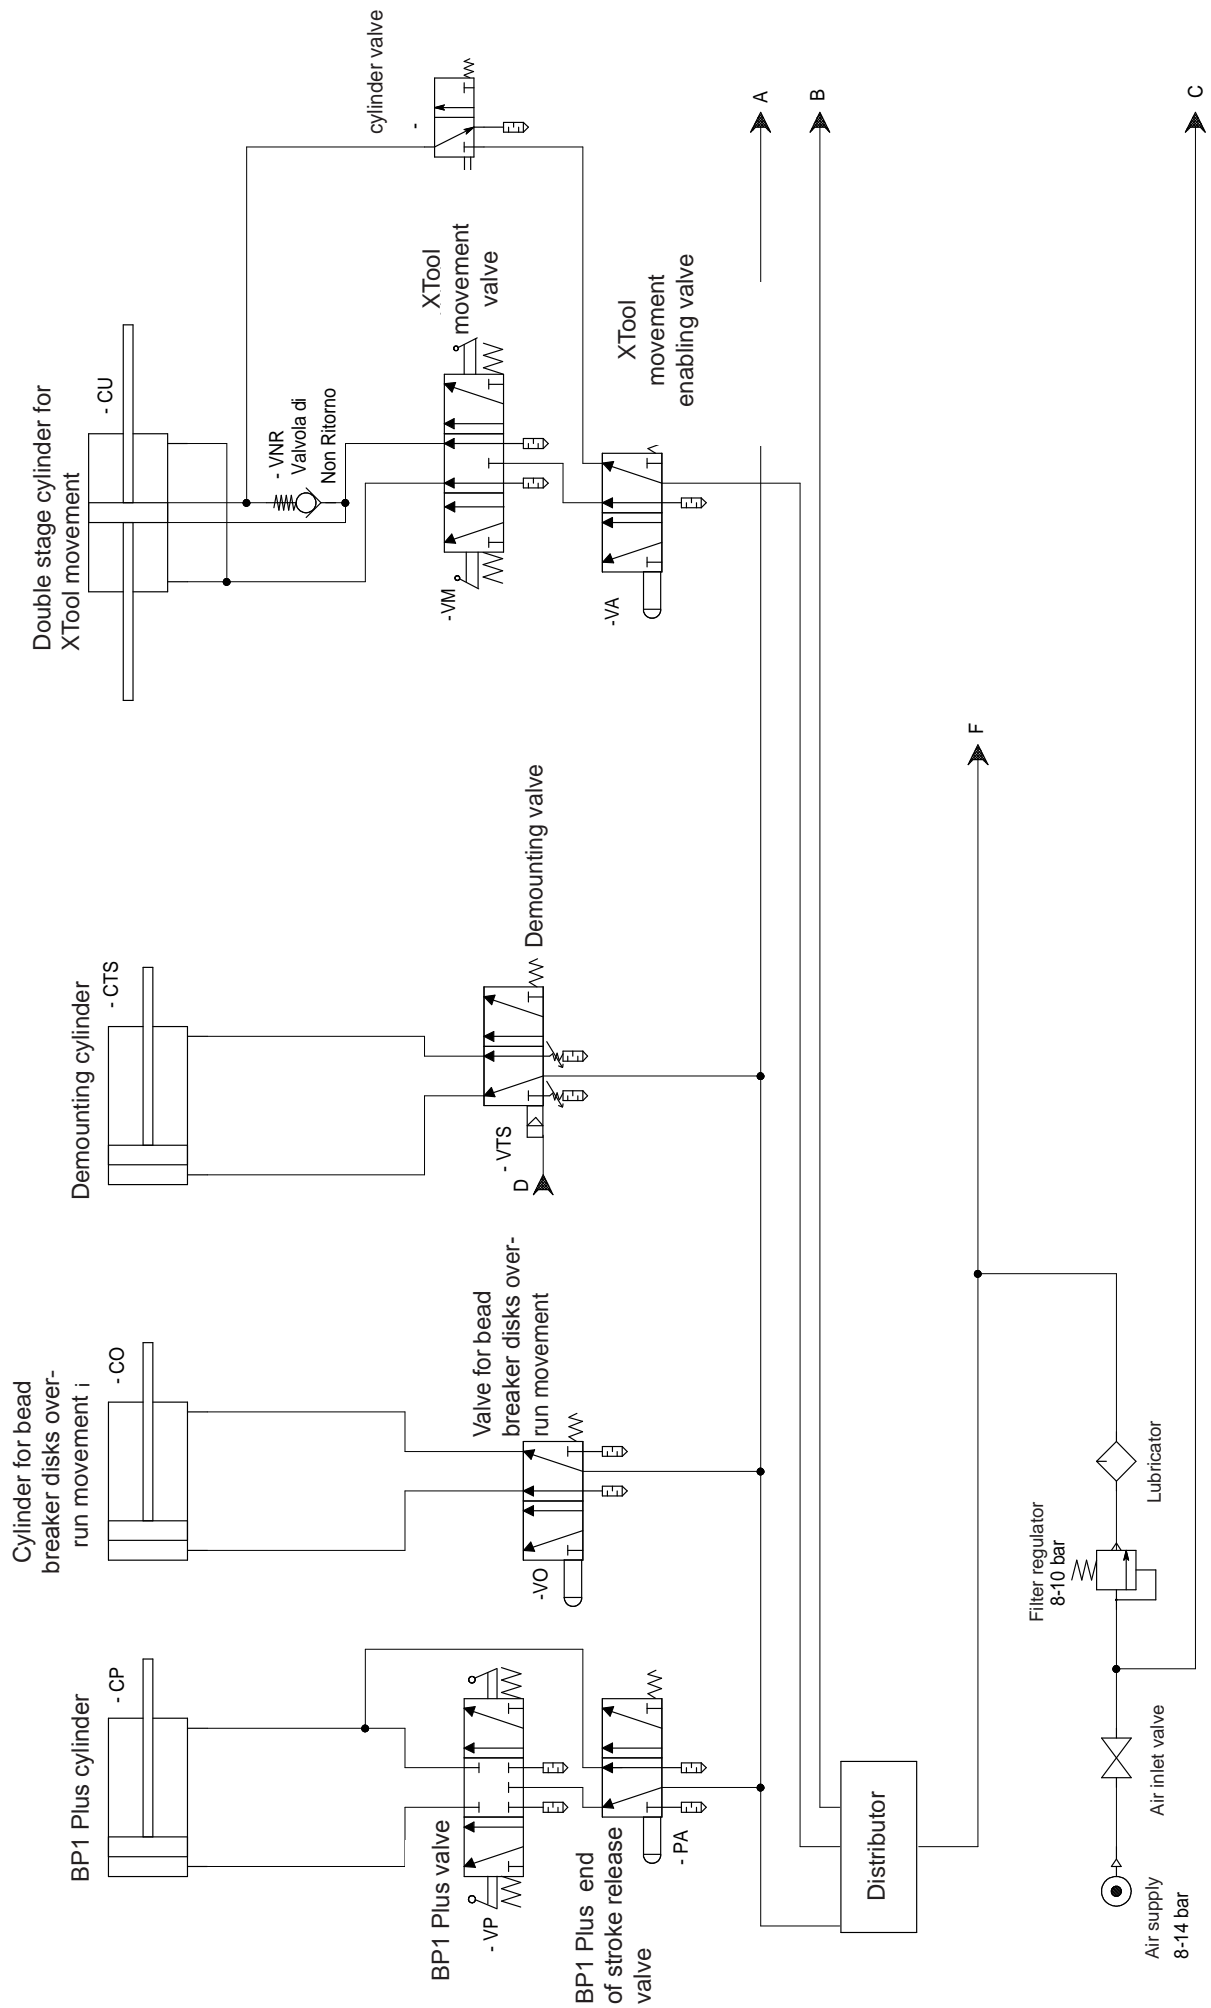 BP1 Plus cylinder
- CP
Cylinder for bead
breaker disks over-
run movement i
- CO
Demounting cylinder
- CTS
Double stage cylinder for
XTool movement
- CU
- VNR
Valvola di
Non Ritorno
cylinder valve
-
BP1 Plus valve
- VP
BP1 Plus end
of stroke release
valve
- PA
Valve for bead
breaker disks over-
run movement
-VO
D
- VTS
Demounting valve
-VM
XTool
movement
valve
-VA
XTool
movement
enabling valve
A
B
Distributor
F
Air supply
8-14 bar
Air inlet valve
Filter regulator
8-10 bar
Lubricator
C